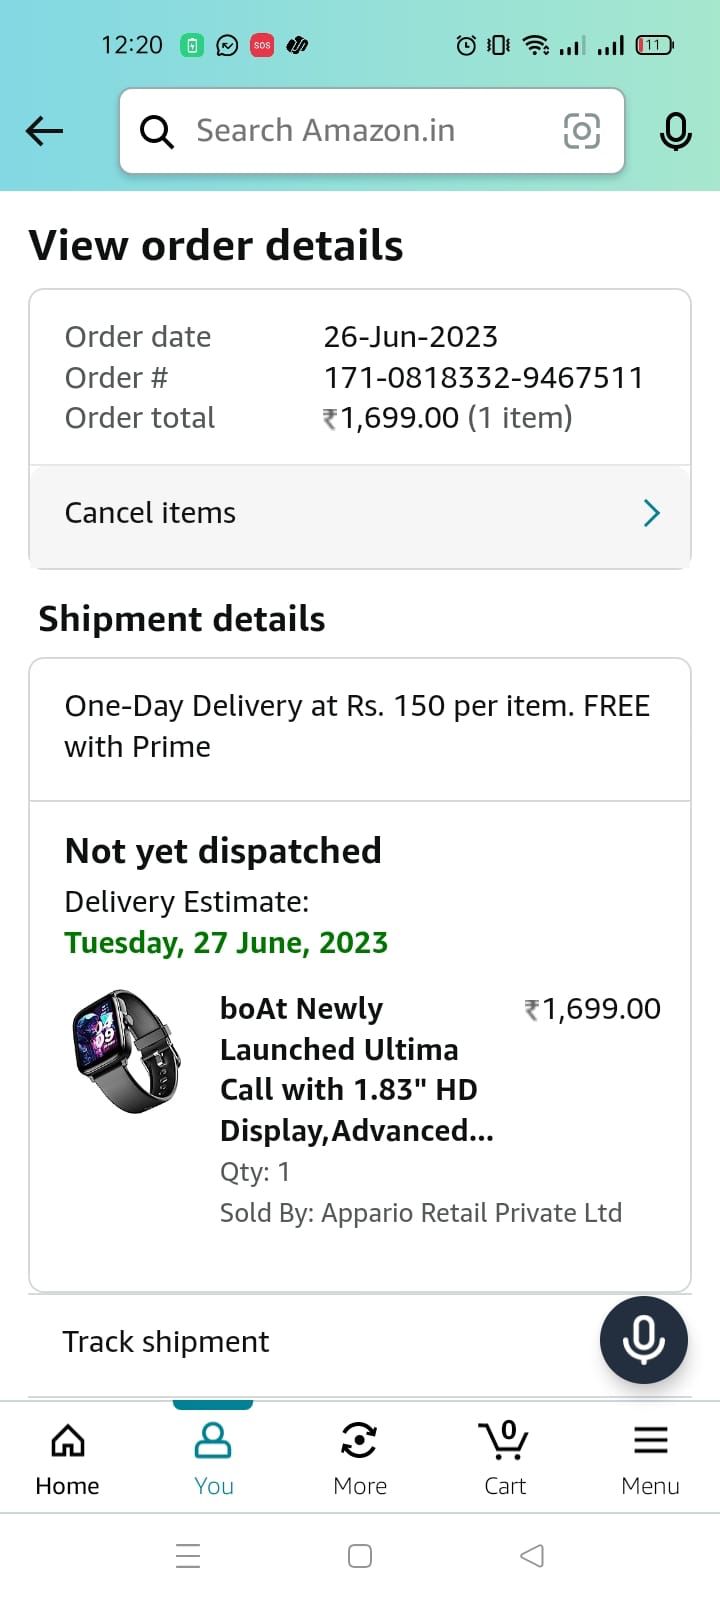 12:20
SOS
11
Search Amazon.in
View order details
Order date 26-Jun-2023
Order # 171-0818332-9467511
Order total ₹1,699.00 (1 item)
Cancel items
Shipment details
One-Day Delivery at Rs. 150 per item. FREE
with Prime
Not yet dispatched
Delivery Estimate:
Tuesday, 27 June, 2023
boAt Newly ₹1,699.00
Launched Ultima
Call with 1.83" HD
Display,Advanced...
Qty: 1
Sold By: Appario Retail Private Ltd
Track shipment
0
Home You More Cart Menu